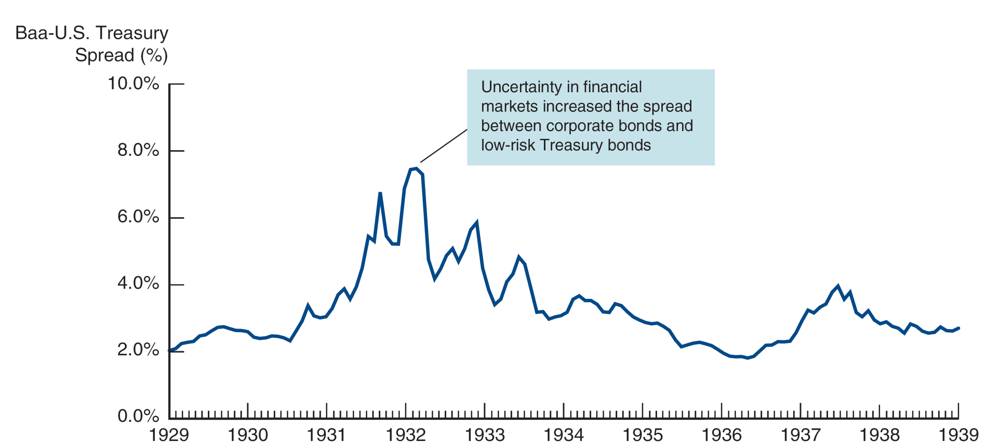 Baa-U.S. Treasury
Spread (%)
10.0%
8.0%
6.0%
4.0%
2.0%
0.0%
Uncertainty in financial
markets increased the spread
between corporate bonds and
low-risk Treasury bonds
1929 1930 1931 1932 1933 1934 1935 1936 1937 1938 1939